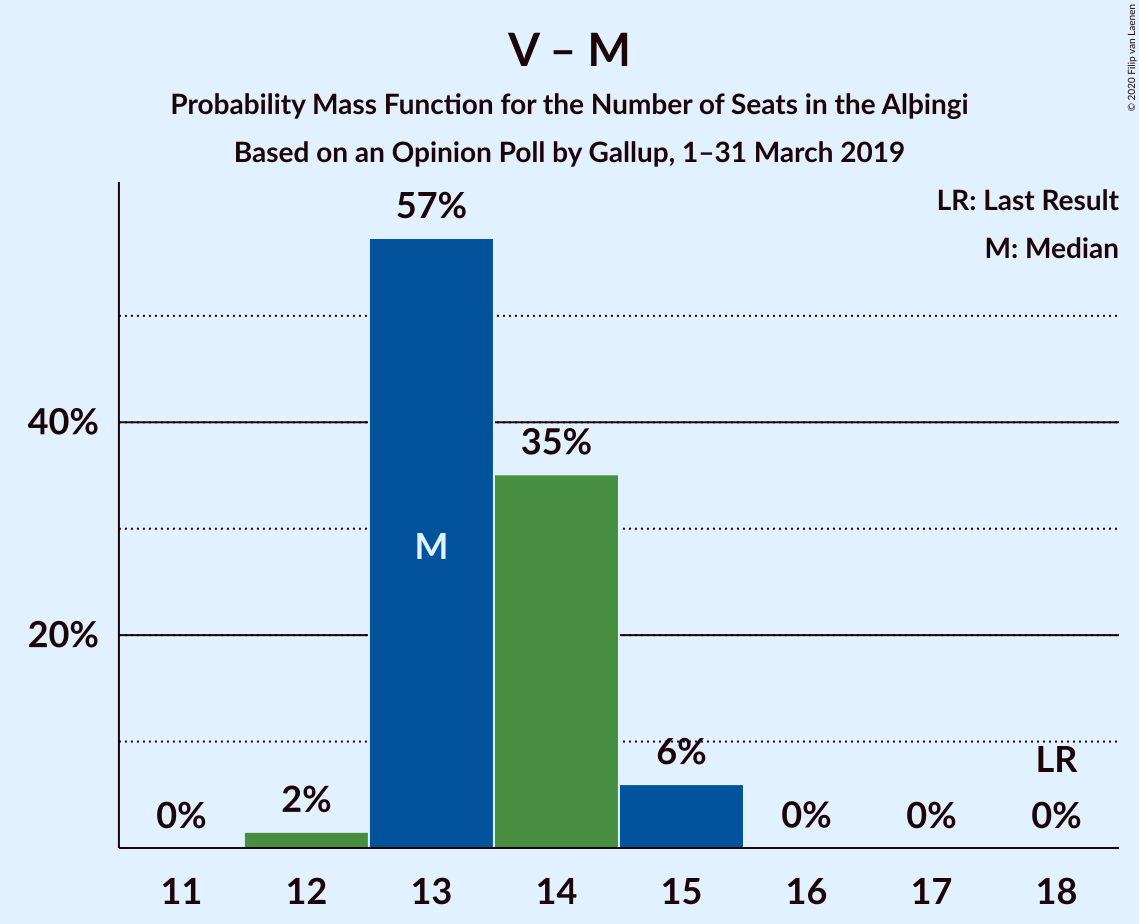 V – M
Probability Mass Function for the Number of Seats in the Alþingi
Based on an Opinion Poll by Gallup, 1–31 March 2019
© 2020 Filip van Laenen
LR: Last Result
M: Median
57%
40%
35%
M
20%
6%
LR
0%
2%
0%
0%
0%
11
12
13
14
15
16
17
18